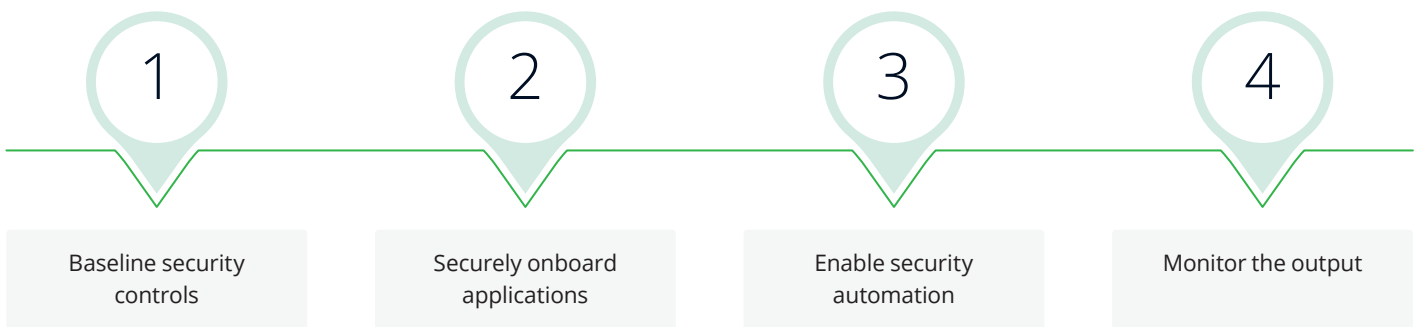 1
2
3
4
Baseline security
controls
Securely onboard
applications
Enable security
automation
Monitor the output